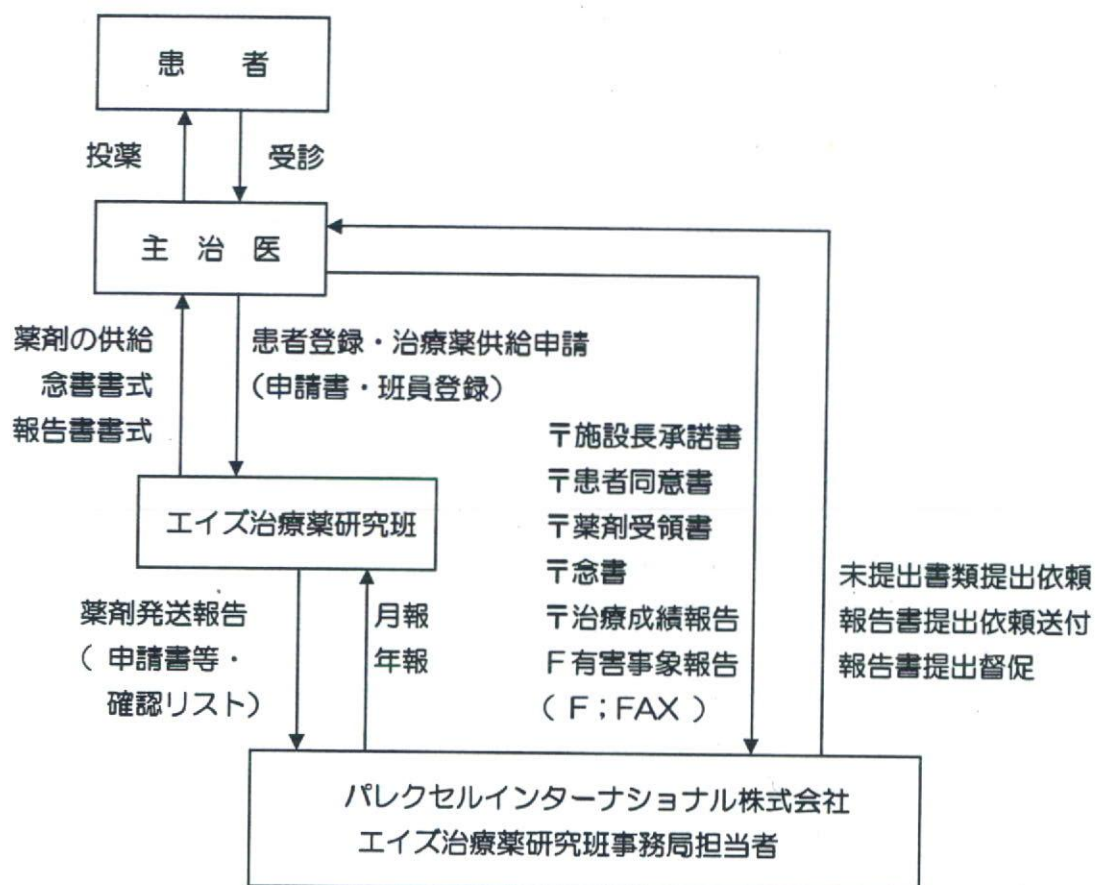 患 者
投薬
受診
主 治 医
薬剤の供給
念書書式
報告書書式
患者登録・治療薬供給申請
(申請書・班員登録)
エイズ治療薬研究班
薬剤発送報告
( 申請書等・
確認リスト)
月報
年報
〒施設長承諾書
〒患者同意書
〒薬剤受領書
〒念書
〒治療成績報告
F有害事象報告
( F;FAX )
未提出書類提出依頼
報告書提出依頼送付
報告書提出督促
パレクセルインターナショナル株式会社
エイズ治療薬研究班事務局担当者